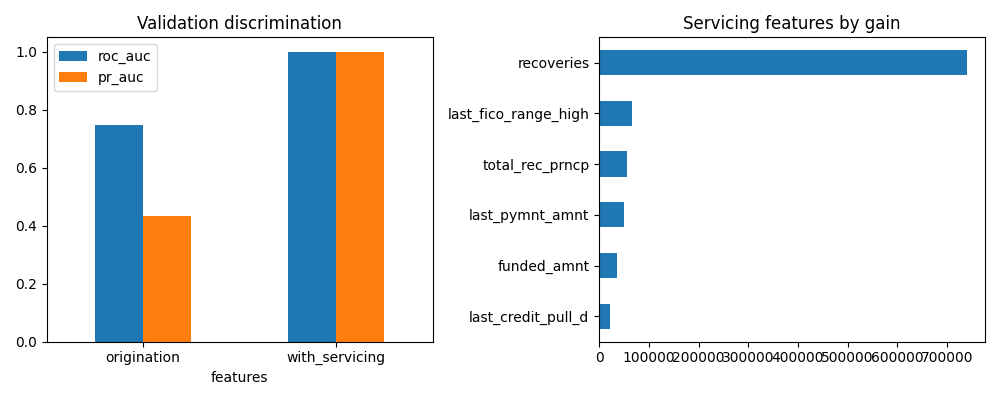 Validation discrimination
roc_auc
pr_auc
1.0
0.8
0.6
0.4
0.2
0.0
origination
with_servicing
features
Servicing features by gain
recoveries
last_fico_range_high
total_rec_prncp
last_pymnt_amnt
funded_amnt
last_credit_pull_d
0 100000 200000 300000 400000 500000 600000 700000